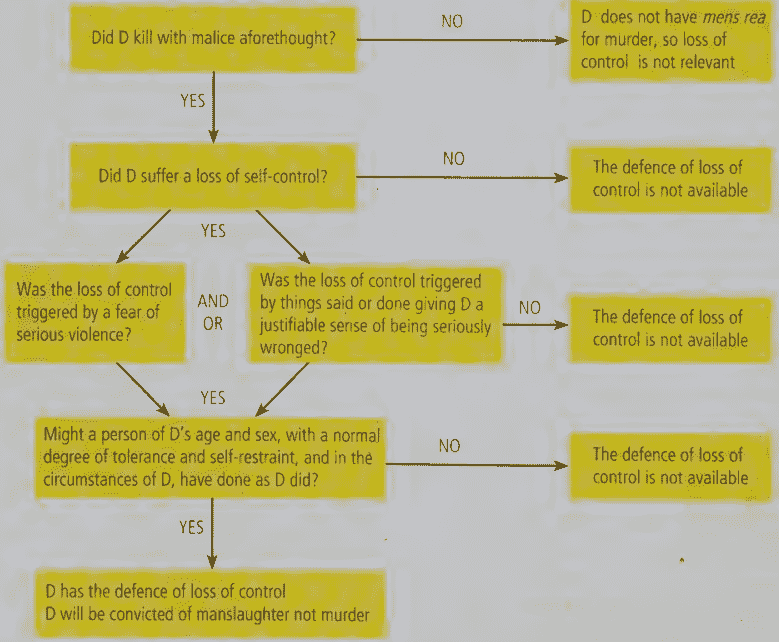 Did D kill with malice aforethought?
NO
D does not have mens rea
for murder, so loss of
control is not relevant
YES
Did D suffer a loss of self-control?
NO
The defence of loss of
control is not available
YES
Was the loss of control
triggered by a fear of
serious violence?
AND
OR
Was the loss of control triggered
by things said or done giving D a
justifiable sense of being seriously
wronged?
NO
The defence of loss of
control is not available
YES
Might a person of D's age and sex, with a normal
degree of tolerance and self-restraint, and in the
circumstances of D, have done as D did?
NO
The defence of loss of
control is not available
YES
D has the defence of loss of control
D will be convicted of manslaughter not murder